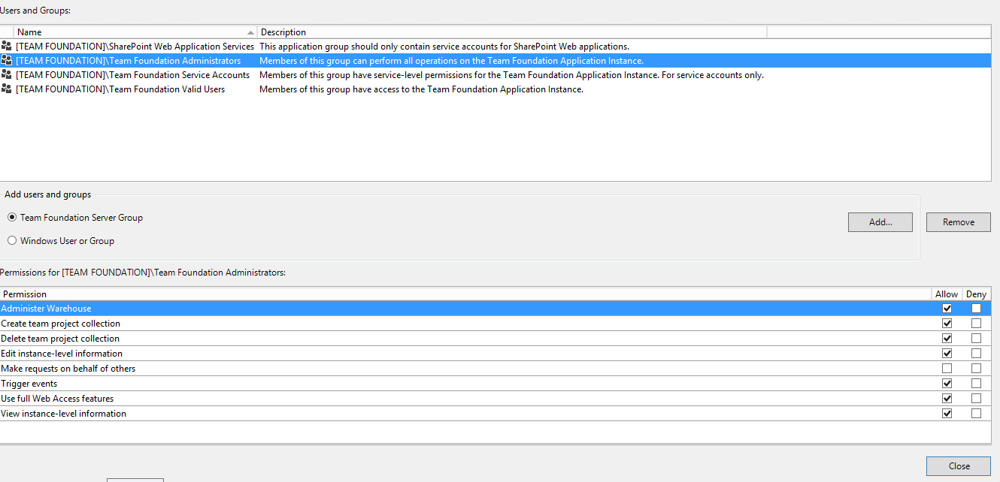 Users and Groups:
Name Description
[TEAM FOUNDATION]\SharePoint Web Application Services This application group should only contain service accounts for SharePoint Web applications.
[TEAM FOUNDATION]\Team Foundation Administrators Members of this group can perform all operations on the Team Foundation Application Instance.
[TEAM FOUNDATION]\Team Foundation Service Accounts Members of this group have service-level permissions for the Team Foundation Application Instance. For service accounts only.
[TEAM FOUNDATION]\Team Foundation Valid Users Members of this group have access to the Team Foundation Application Instance.
Add users and groups
Team Foundation Server Group Add... Remove
Windows User or Group
Permissions for [TEAM FOUNDATION]\Team Foundation Administrators:
Permission Allow Deny
Administer Warehouse
Create team project collection
Delete team project collection
Edit instance-level information
Make requests on behalf of others
Trigger events
Use full Web Access features
View instance-level information
Close